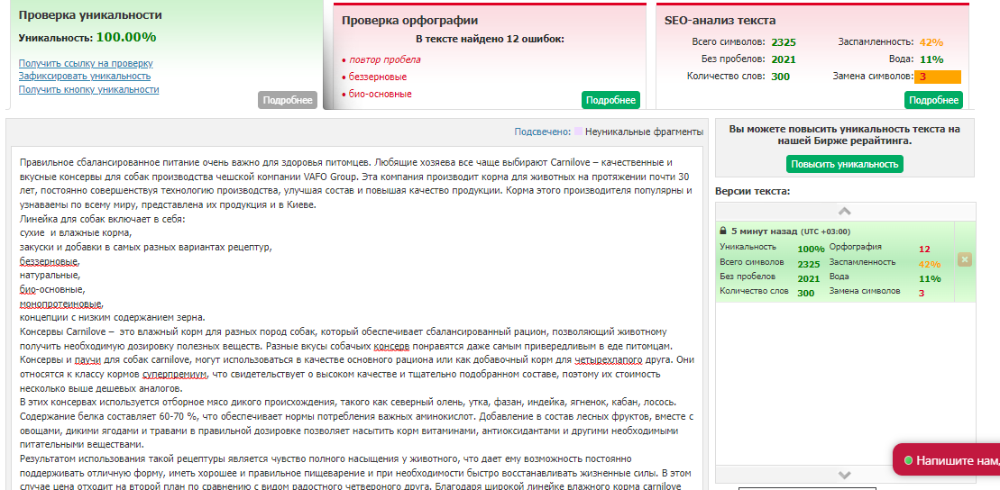 Проверка уникальности
Уникальность: 100.00%
Получить ссылку на проверку
Зафиксировать уникальность
Получить кнопку уникальности
Подробнее
Проверка орфографии
В тексте найдено 12 ошибок:
• повтор пробела
• беззерновые
• био-основные
Подробнее
SEO-анализ текста
Всего символов: 2325 Заспамленность: 42%
Без пробелов: 2021 Вода: 11%
Количество слов: 300 Замена символов: 3
Подробнее
Подсвечено: Неуникальные фрагменты
Правильное сбалансированное питание очень важно для здоровья питомцев. Любящие хозяева все чаще выбирают Carnilove – качественные и
вкусные консервы для собак производства чешской компании VAFO Group. Эта компания производит корма для животных на протяжении почти 30
лет, постоянно совершенствуя технологию производства, улучшая состав и повышая качество продукции. Корма этого производителя популярны и
узнаваемы по всему миру, представлена их продукция и в Киеве.
Линейка для собак включает в себя:
сухие  и влажные корма,
закуски и добавки в самых разных вариантах рецептур,
беззерновые,
натуральные,
био-основные,
монопротеиновые,
концепции с низким содержанием зерна.
Консервы Carnilove –  это влажный корм для разных пород собак, который обеспечивает сбалансированный рацион, позволяющий животному
получить необходимую дозировку полезных веществ. Разные вкусы собачьих консерв понравятся даже самым привередливым в еде питомцам.
Консервы и паучи для собак carnilove, могут использоваться в качестве основного рациона или как добавочный корм для четырехлапого друга. Они
относятся к классу кормов суперпремиум, что свидетельствует о высоком качестве и тщательно подобранном составе, поэтому их стоимость
несколько выше дешевых аналогов.
В этих консервах используется отборное мясо дикого происхождения, такого как северный олень, утка, фазан, индейка, ягненок, кабан, лосось.
Содержание белка составляет 60-70 %, что обеспечивает нормы потребления важных аминокислот. Добавление в состав лесных фруктов, вместе с
овощами, дикими ягодами и травами в правильной дозировке позволяет насытить корм витаминами, антиоксидантами и другими необходимыми
питательными веществами.
Результатом использования такой рецептуры является чувство полного насыщения у животного, что дает ему возможность постоянно
поддерживать отличную форму, иметь хорошее и правильное пищеварение и при необходимости быстро восстанавливать жизненные силы. В этом
случае цена отходит на второй план по сравнению с видом радостного четвероного друга. Благодаря широкой линейке влажного корма carnilove
Вы можете повысить уникальность текста на
нашей Бирже рерайтинга.
Повысить уникальность
Версии текста:
5 минут назад (UTC +03:00)
Уникальность 100% Орфография 12
Всего символов 2325 Заспамленность 42%
Без пробелов 2021 Вода 11%
Количество слов 300 Замена символов 3
Напишите нам,